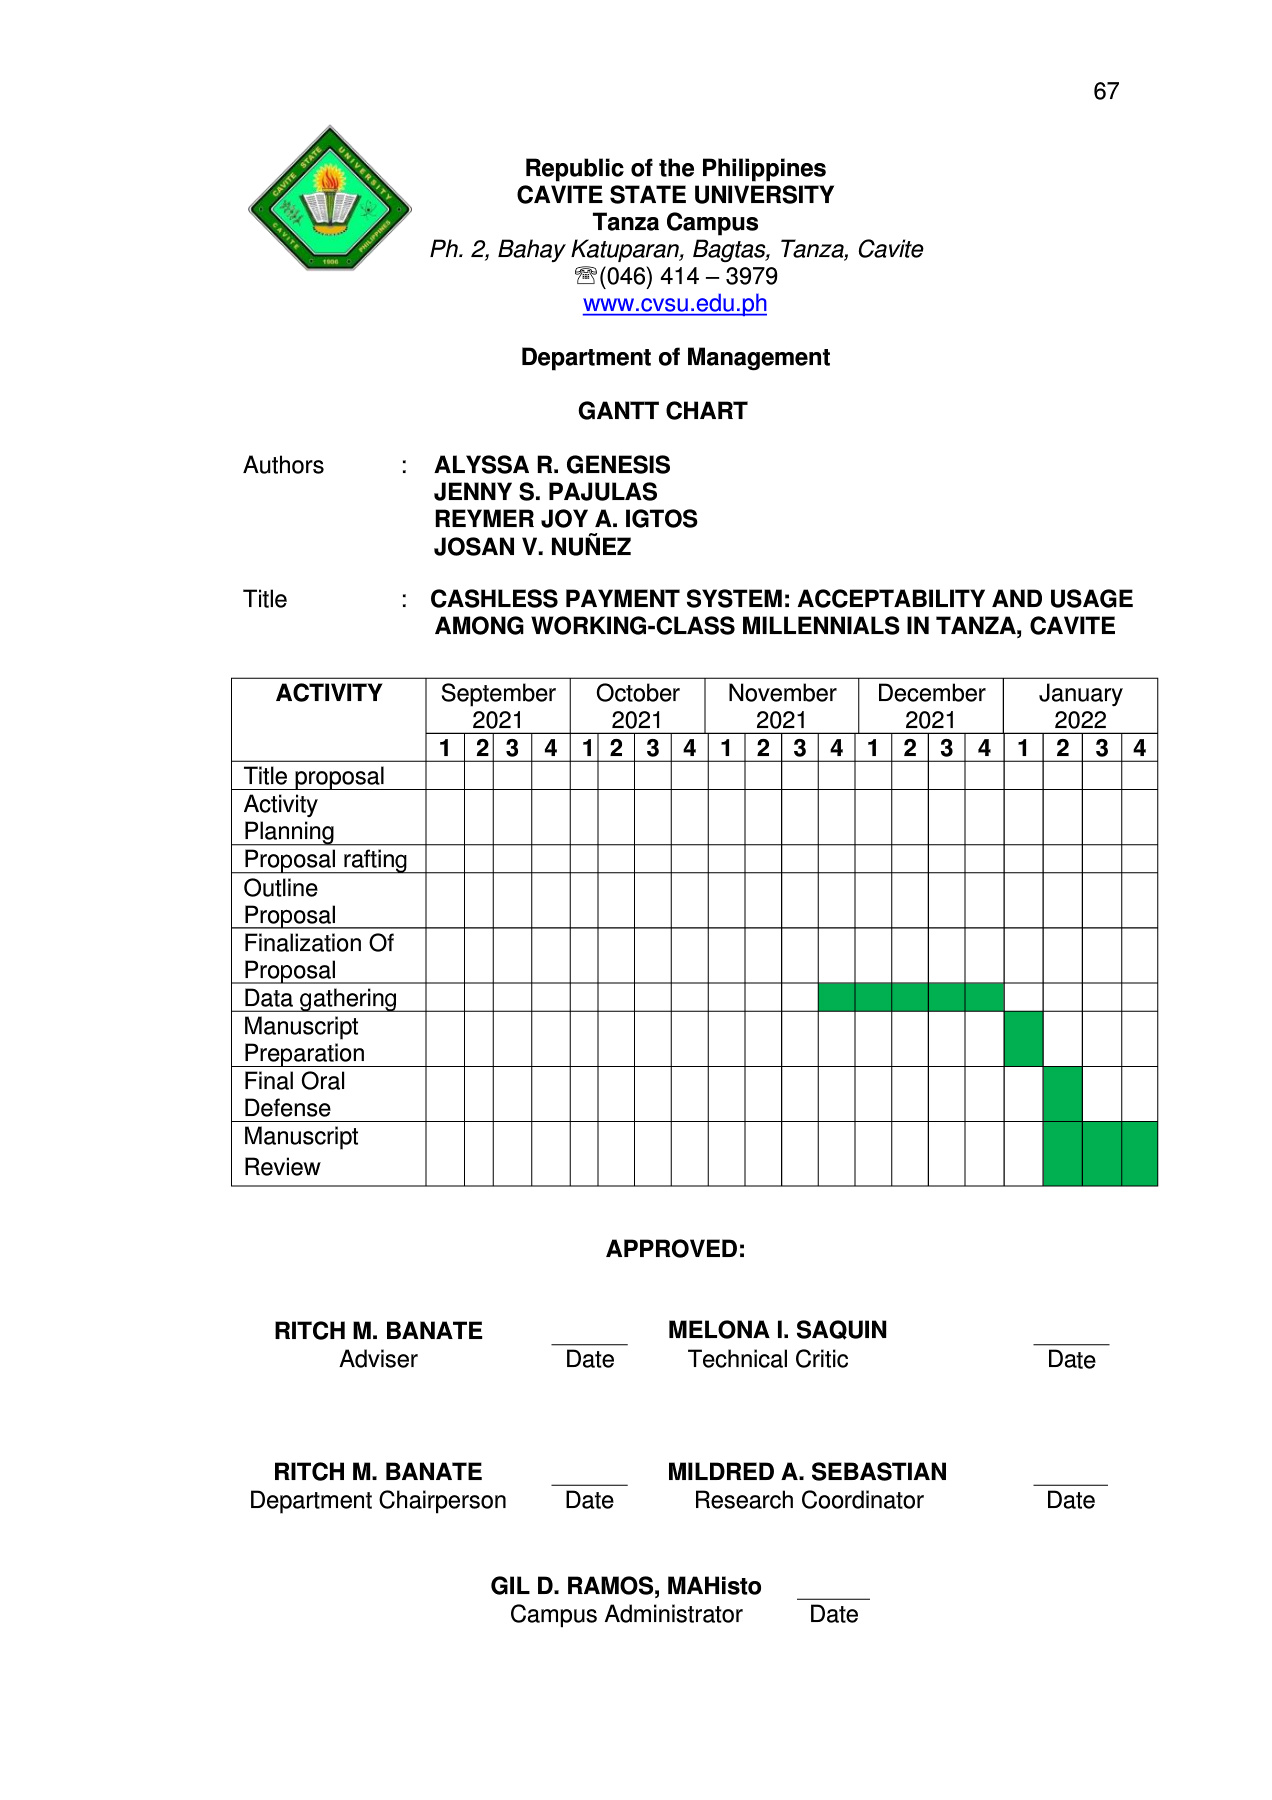 67
CAVITE STATE UNIVERSITY
CAVITE PHILIPPINES
1906
Republic of the Philippines
CAVITE STATE UNIVERSITY
Tanza Campus
Ph. 2, Bahay Katuparan, Bagtas, Tanza, Cavite
☏(046) 414 – 3979
www.cvsu.edu.ph
Department of Management
GANTT CHART
Authors : ALYSSA R. GENESIS
JENNY S. PAJULAS
REYMER JOY A. IGTOS
JOSAN V. NUÑEZ
Title : CASHLESS PAYMENT SYSTEM: ACCEPTABILITY AND USAGE
AMONG WORKING-CLASS MILLENNIALS IN TANZA, CAVITE
ACTIVITY September October November December January
2021 2021 2021 2021 2022
1 2 3 4 1 2 3 4 1 2 3 4 1 2 3 4 1 2 3 4
Title proposal
Activity
Planning
Proposal rafting
Outline
Proposal
Finalization Of
Proposal
Data gathering
Manuscript
Preparation
Final Oral
Defense
Manuscript
Review
APPROVED:
RITCH M. BANATE ______ MELONA I. SAQUIN ______
Adviser Date Technical Critic Date
RITCH M. BANATE ______ MILDRED A. SEBASTIAN ______
Department Chairperson Date Research Coordinator Date
GIL D. RAMOS, MAHisto ______
Campus Administrator Date